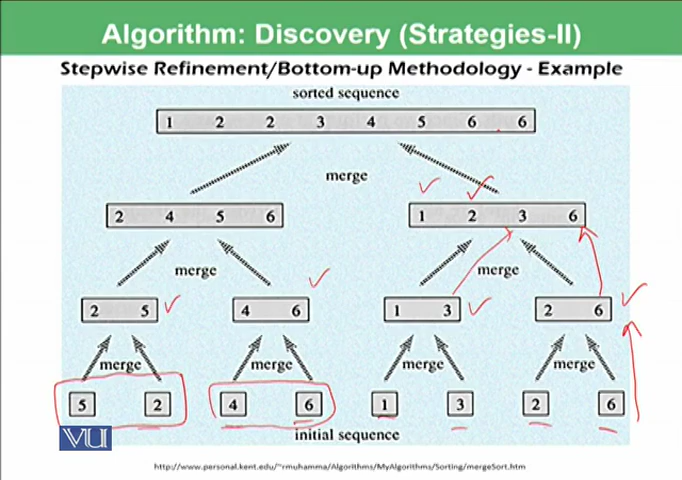 Algorithm: Discovery (Strategies-II)
Stepwise Refinement/Bottom-up Methodology - Example
sorted sequence
1 2 2 3 4 5 6 6
merge
2 4 5 6 1 2 3 6
merge merge
2 5 4 6 1 3 2 6
merge merge merge merge
5 2 4 6 1 3 2 6
VU initial sequence
http://www.personal.kent.edu/~rmuhamma/Algorithms/MyAlgorithms/Sorting/mergeSort.htm